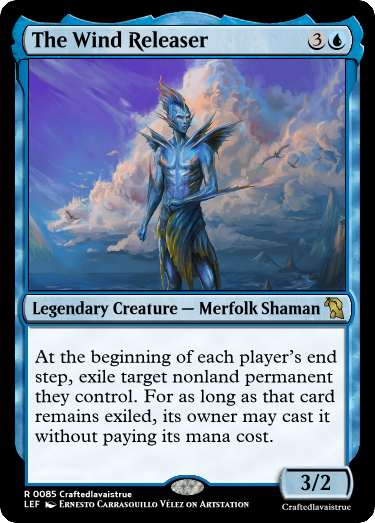 The Wind Releaser 3
Legendary Creature — Merfolk Shaman
At the beginning of each player's end
step, exile target nonland permanent
they control. For as long as that card
remains exiled, its owner may cast it
without paying its mana cost.
3/2
R 0085 Craftedlavaistrue
LEF Ernesto Carrasquillo Vélez on Artstation
Craftedlavaistrue